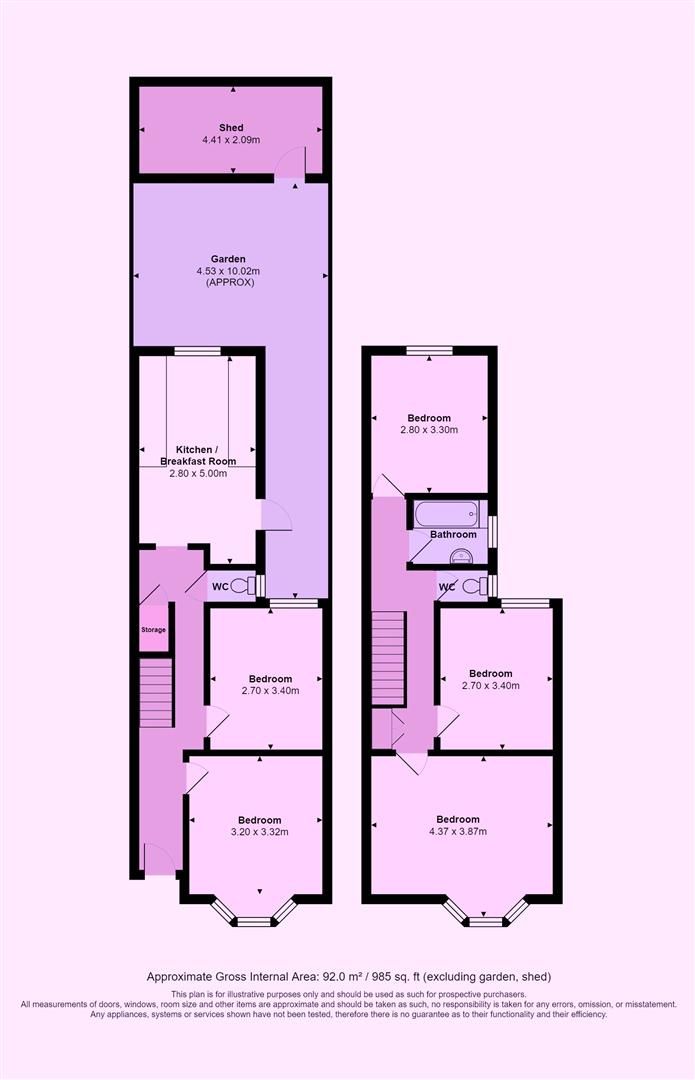 Shed
4.41 x 2.09m
Garden
4.53 x 10.02m
(APPROX)
Kitchen /
Breakfast Room
2.80 x 5.00m
WC
Storage
Bedroom
2.70 x 3.40m
Bedroom
3.20 x 3.32m
Bedroom
2.80 x 3.30m
Bathroom
WC
Bedroom
2.70 x 3.40m
Bedroom
4.37 x 3.87m
Approximate Gross Internal Area: 92.0 m² / 985 sq. ft (excluding garden, shed)
This plan is for illustrative purposes only and should be used as such for prospective purchasers.
All measurements of doors, windows, room size and other items are approximate and should be taken as such, no responsibility is taken for any errors, omission, or misstatement.
Any appliances, systems or services shown have not been tested, therefore there is no guarantee as to their functionality and their efficiency.